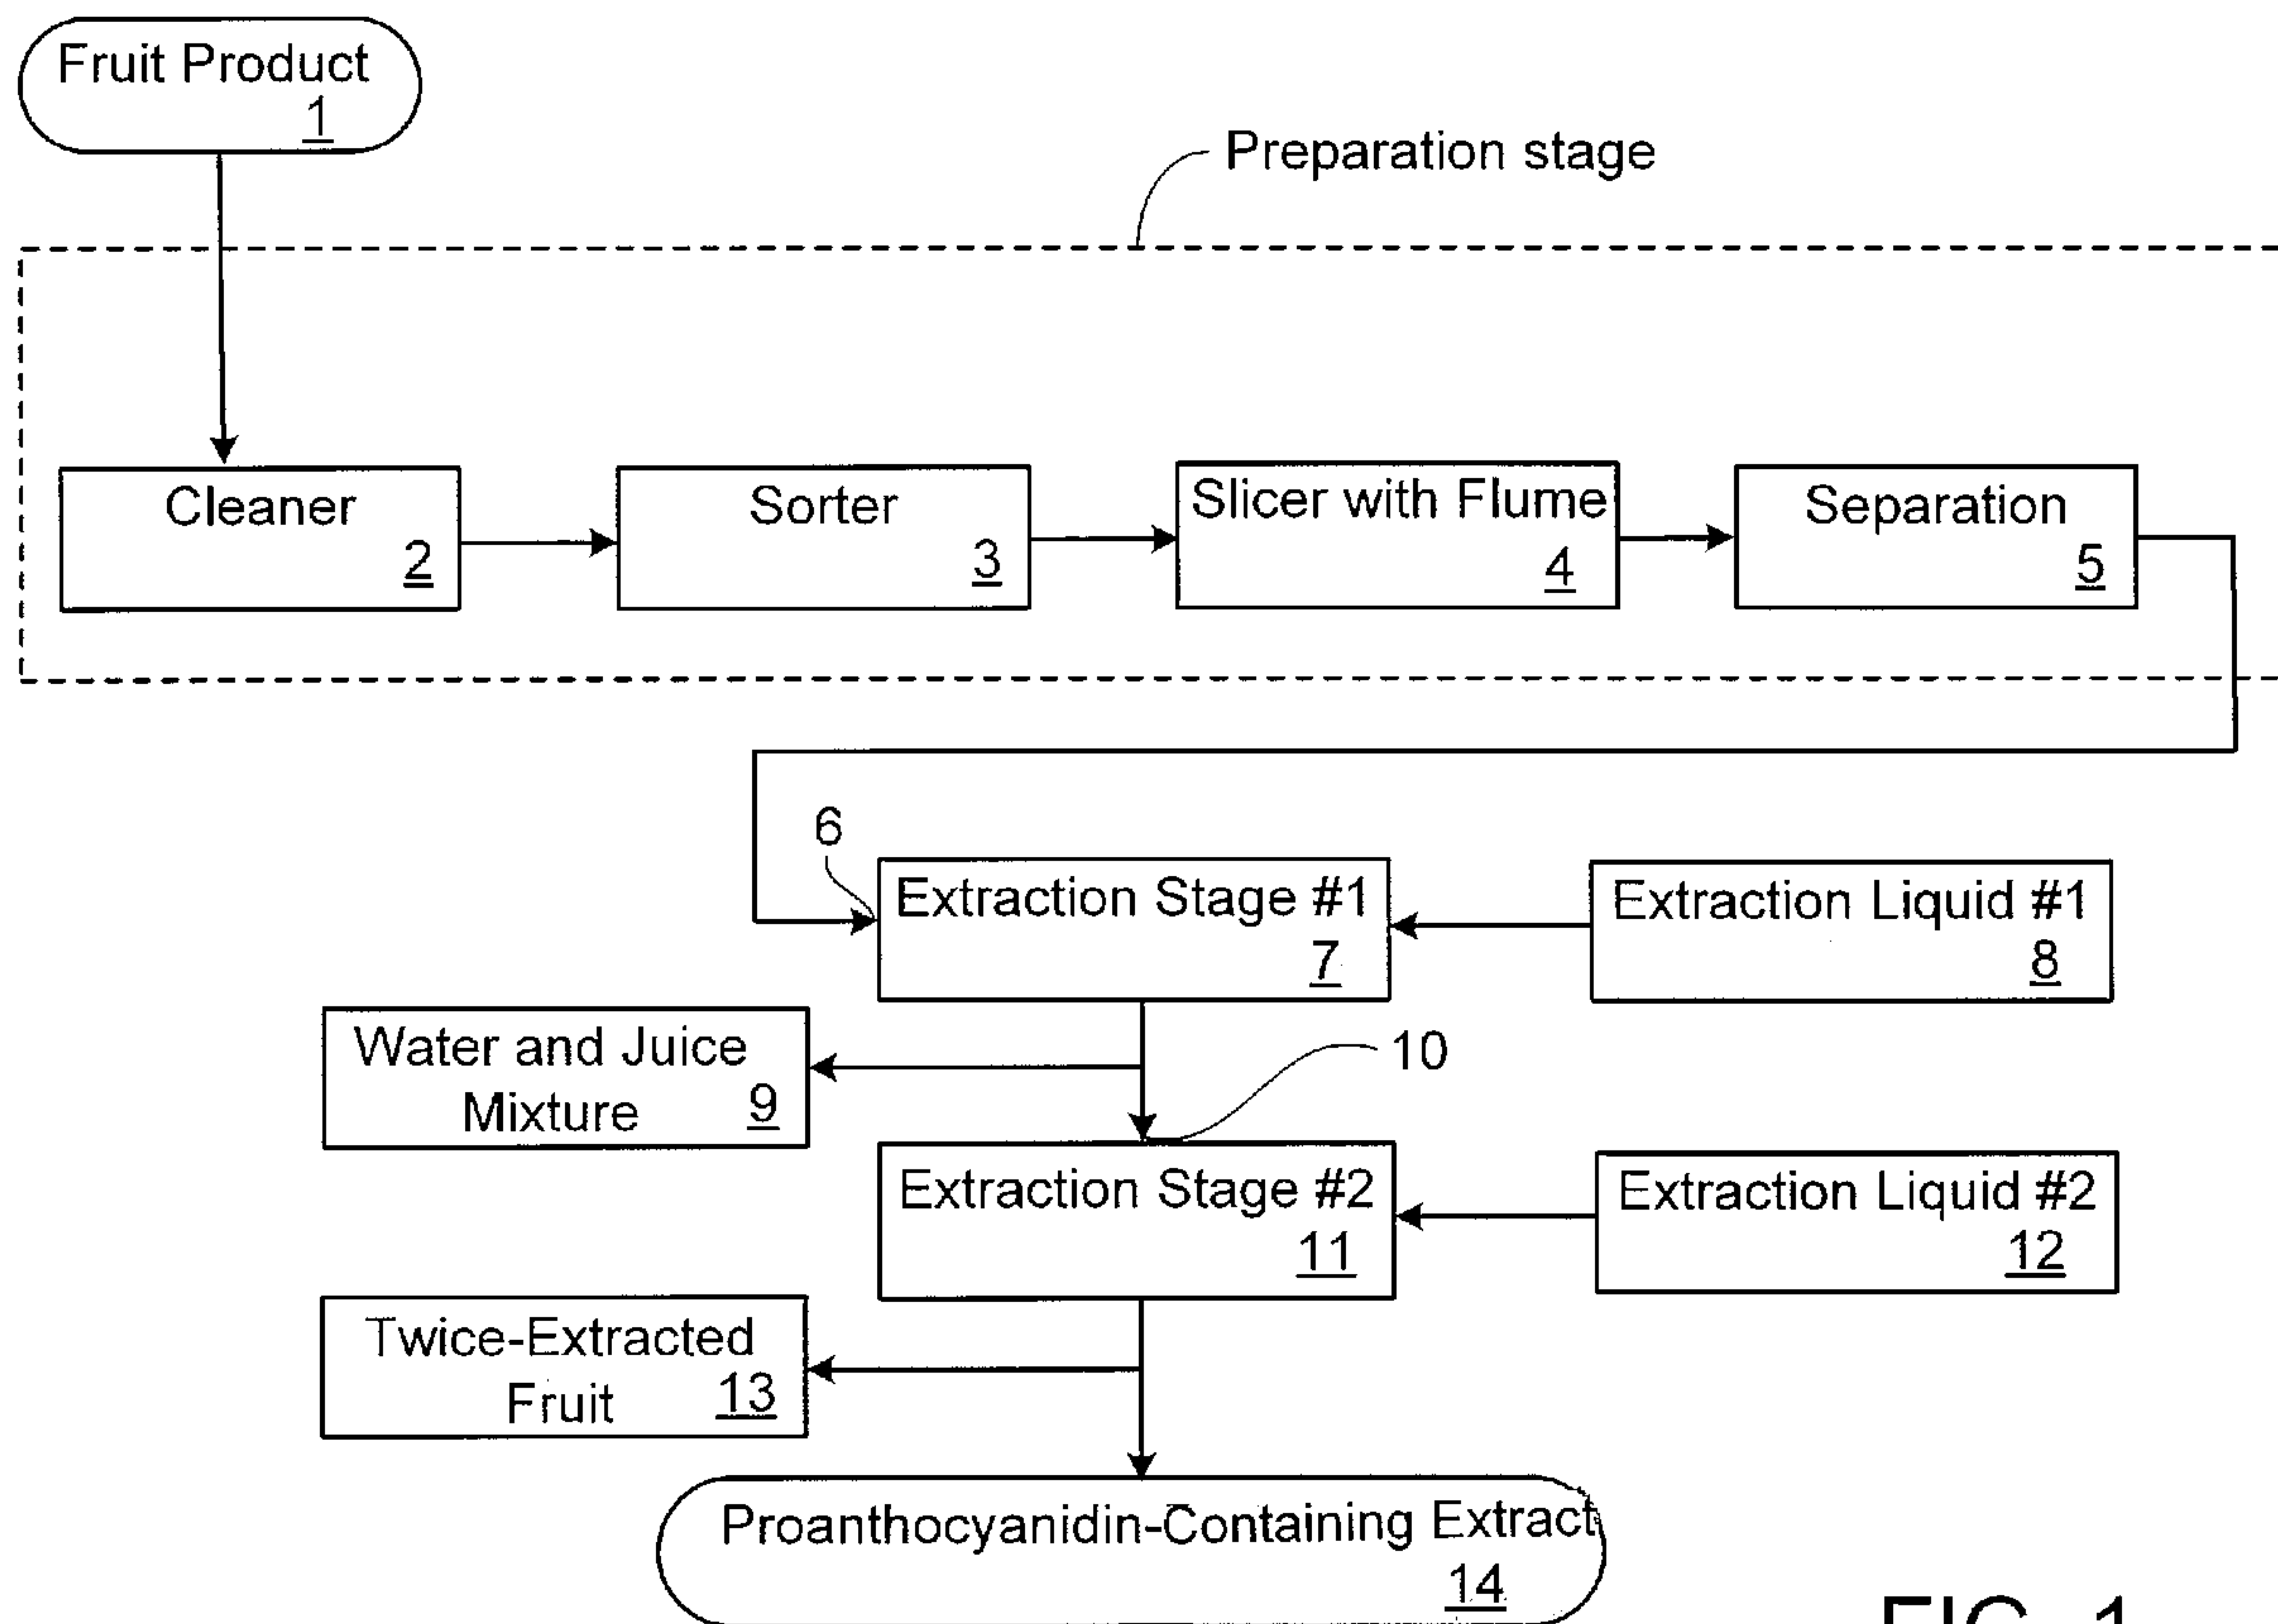 Fruit Product
1
Preparation stage
Cleaner
2
Sorter
3
Slicer with Flume
4
Separation
5
6
Extraction Stage #1
7
Extraction Liquid #1
8
Water and Juice
Mixture 9
10
Extraction Stage #2
11
Extraction Liquid #2
12
Twice-Extracted
Fruit 13
Proanthocyanidin-Containing Extract
14
FIG. 1